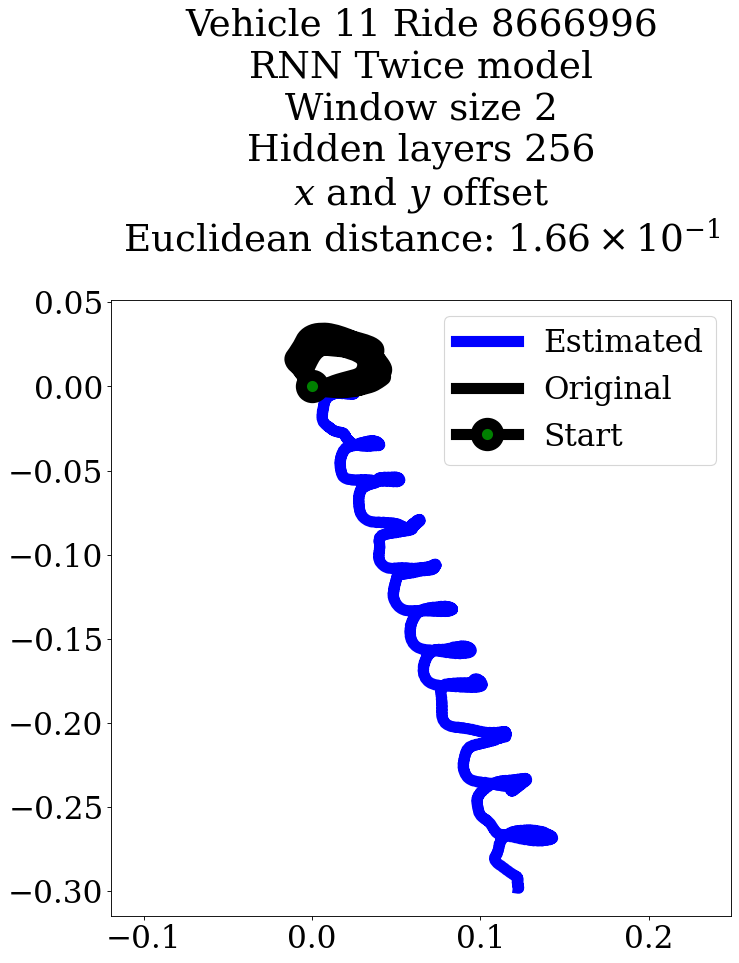 Vehicle 11 Ride 8666996
RNN Twice model
Window size 2
Hidden layers 256
x and y offset
Euclidean distance: 1.66 × 10⁻¹
0.05
Estimated
Original
Start
0.00
−0.05
−0.10
−0.15
−0.20
−0.25
−0.30
−0.1
0.0
0.1
0.2